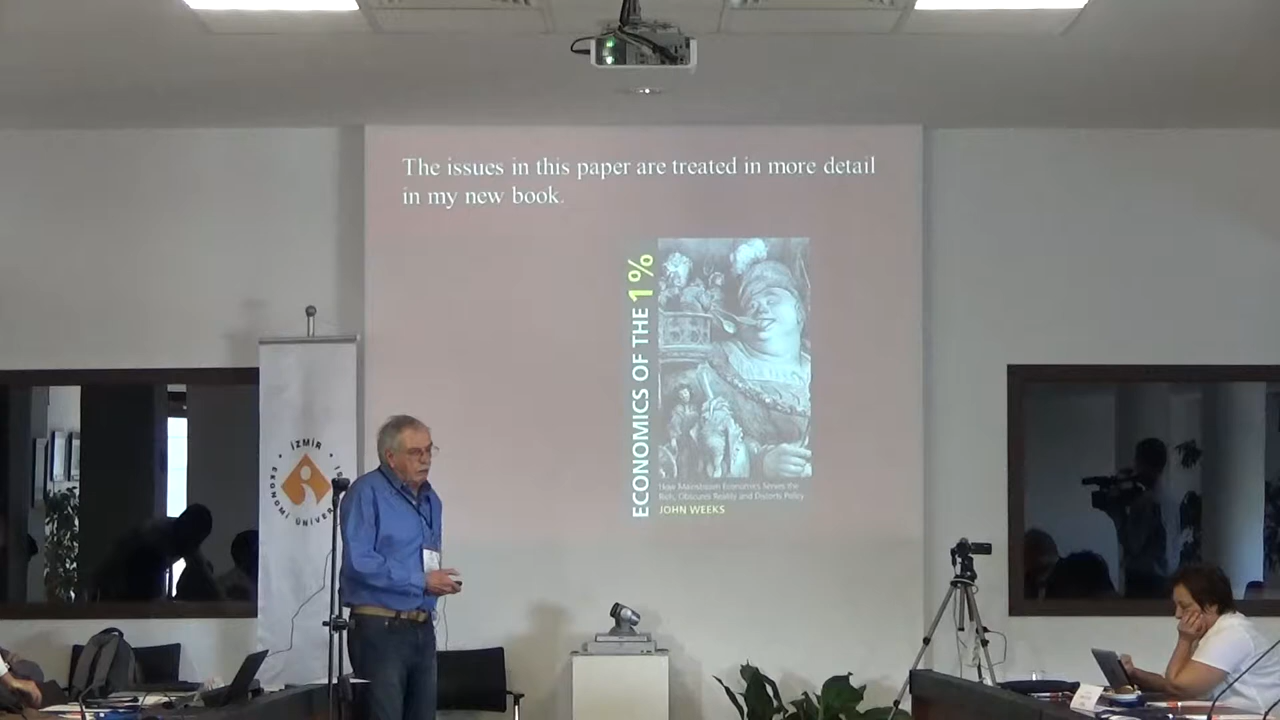 The issues in this paper are treated in more detail
in my new book.
ECONOMICS OF THE 1%
How Mainstream Economics Serves the
Rich, Obscures Reality and Distorts Policy
JOHN WEEKS
İZMİR
EKONOMİ ÜNİVER